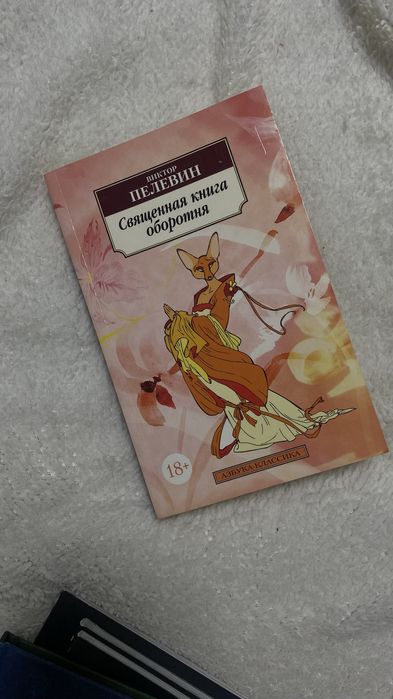 ВИКТОР
ПЕЛЕВИН
Священная книга
оборотня
18+
АЗБУКА-КЛАССИКА